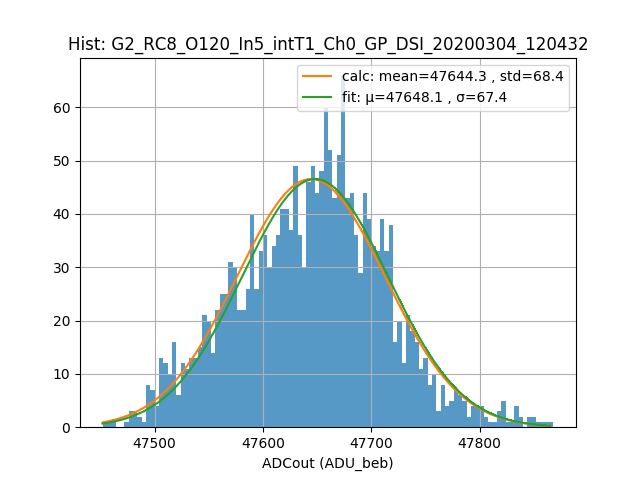 Hist: G2_RC8_O120_In5_intT1_Ch0_GP_DSI_20200304_120432
calc: mean=47644.3 , std=68.4
fit: μ=47648.1 , σ=67.4
60
50
40
30
20
10
0
47500 47600 47700 47800
ADCout (ADU_beb)